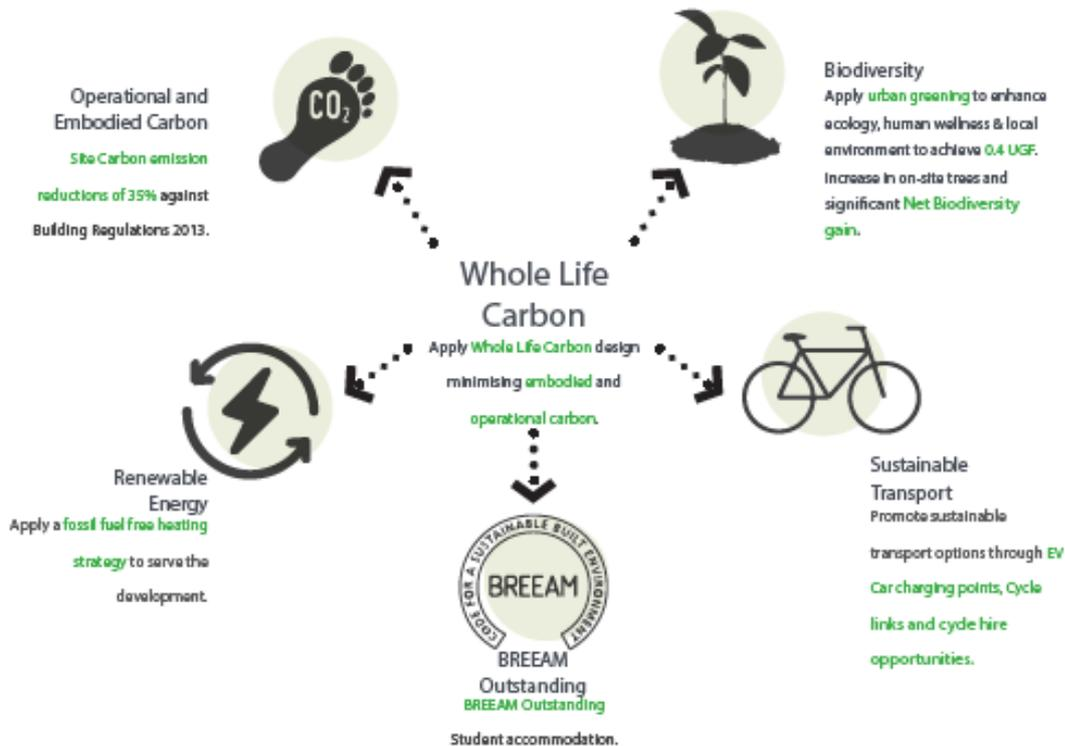 Operational and
Embodied Carbon
Site Carbon emission
reductions of 35% against
Building Regulations 2013.
CO2
Biodiversity
Apply urban greening to enhance
ecology, human wellness & local
environment to achieve 0.4 UGF.
Increase in on-site trees and
significant Net Biodiversity
gain.
Whole Life
Carbon
Apply Whole Life Carbon design
minimising embodied and
operational carbon.
Renewable
Energy
Apply a fossil fuel free heating
strategy to serve the
development.
Sustainable
Transport
Promote sustainable
transport options through EV
Car charging points, Cycle
links and cycle hire
opportunities.
CODE FOR A SUSTAINABLE BUILT ENVIRONMENT
BREEAM
BREEAM
Outstanding
BREEAM Outstanding
Student accommodation.